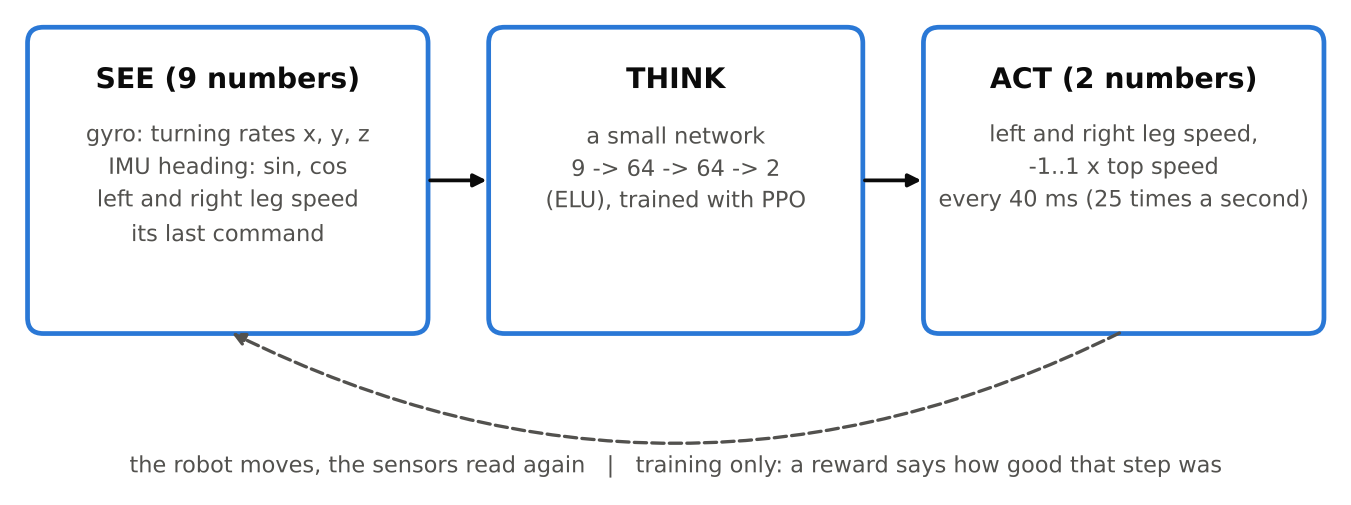 SEE (9 numbers)
gyro: turning rates x, y, z
IMU heading: sin, cos
left and right leg speed
its last command
THINK
a small network
9 -> 64 -> 64 -> 2
(ELU), trained with PPO
ACT (2 numbers)
left and right leg speed,
-1..1 x top speed
every 40 ms (25 times a second)
the robot moves, the sensors read again | training only: a reward says how good that step was